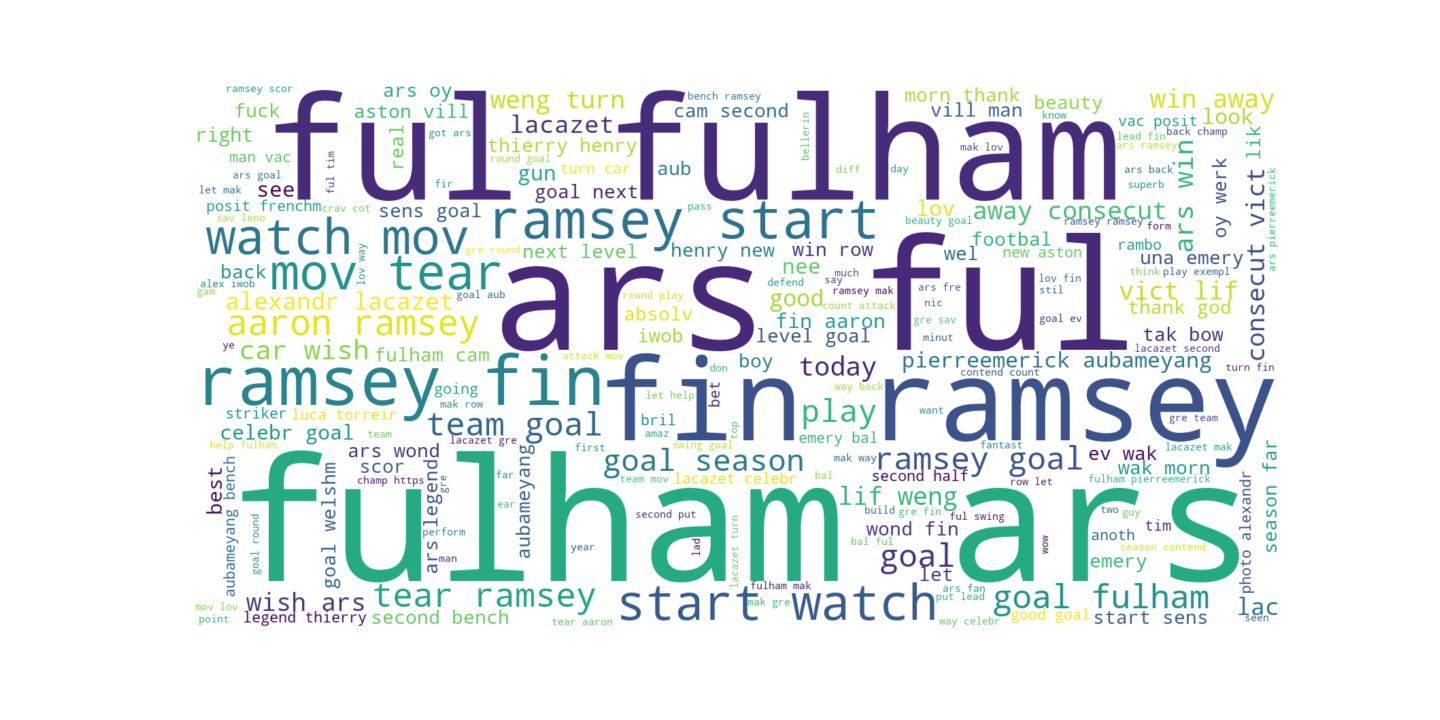 ramsey scor
ars oy
weng turn
bench ramsey
morn thank
win away
fuck
aston vill
cam second
vill man
beauty
look
right
ful fulham
lacazet
know
vac posit
real
got ars
thierry henry
bellerin
mak lov
lead fin
back champ
ars ramsey
man vac
ful tim
round goal
turn car
aub
diff
day
ars back
ars goal
fir
gun
superb
let mak
see
goal next
ars win
oy werk
consecut vict lik
ars pierreemerick
posit frenchm
crav cot
sens goal
pass
lov
away consecut
sav leno
ramsey start
beauty goal
ramsey ramsey
form
watch mov
footbal
rambo
lov way
gre round
next level
henry new
win row
wel
new aston
una emery
back
mov tear
nee
much
think
play exempl
alex iwob
ars ful
defend
say
lov fin
stil
gam
alexandr lacazet
goal aub
round play
good
ramsey mak
ars fre
vict lif
count attack
nic
thank god
aaron ramsey
absolv
fin aaron
gre sav
goal ev
iwob
level goal
minut
tak bow
ye
car wish
fulham cam
attack mov
boy
pierreemerick aubameyang
lacazet second
don
today
contend count
turn fin
ramsey fin
going
let help
bet
way back
fin ramsey
mak row
play
want
gre team
striker
luca torreir
team goal
bril
celebr goal
team
amaz
top
emery bal
help fulham
ars wond
lacazet gre
first
swing goal
fantast
lacazet mak
goal season
mak way
ramsey goal
ev wak
season far
best
aubameyang bench
scor
aubameyang
wak morn
champ https
far
team mov
lacazet celebr
bal
second half
row let
fulham pierreemerick
goal welshm
ars legend
gre
lif weng
fulham ars
ear
second put
build
gre fin
ful swing
two
guy
photo alexandr
goal round
perform
wond fin
tim
year
lad
lacazet turn
bal ful
wow
anoth
season contend
man
goal
emery
let
fulham mak
ars fan
mov lov
wish ars
tear ramsey
start watch
mak gre
put lead
goal fulham
lac
point
legend thierry
second bench
tear aaron
way celebr
good goal
start sens
seen